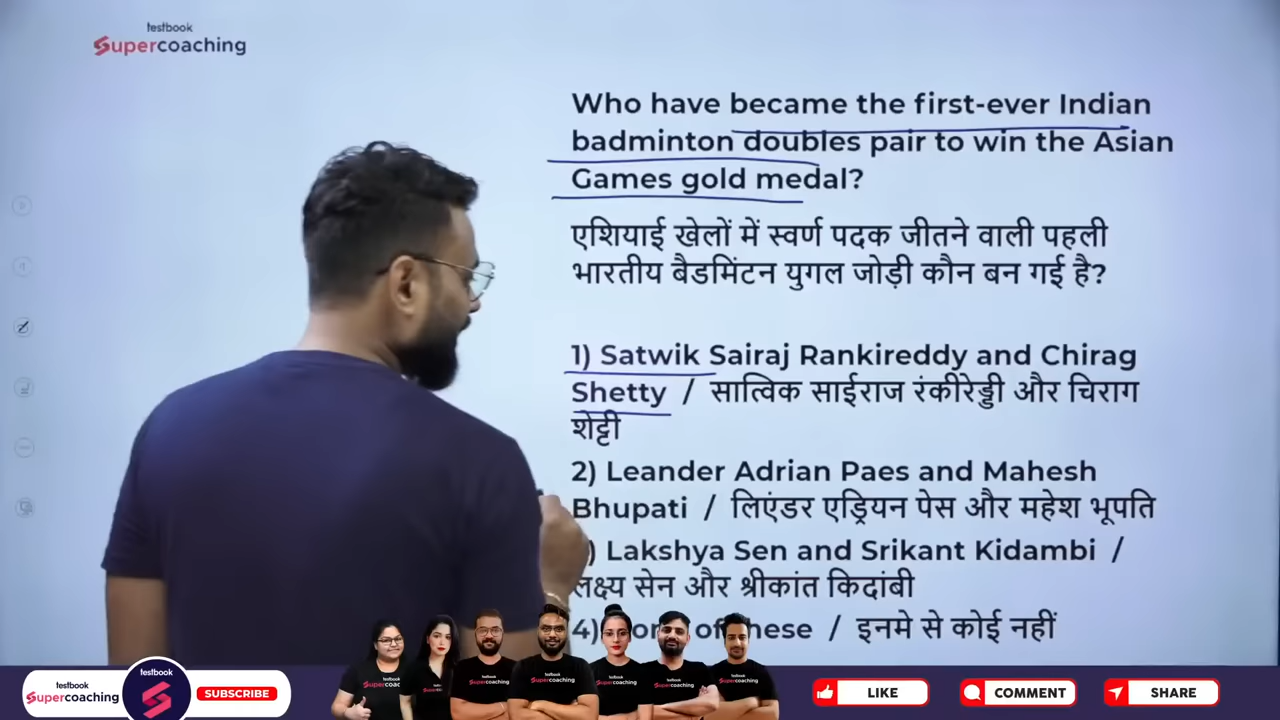 testbook
Supercoaching
Who have became the first-ever Indian
badminton doubles pair to win the Asian
Games gold medal?
एशियाई खेलों में स्वर्ण पदक जीतने वाली पहली
भारतीय बैडमिंटन युगल जोड़ी कौन बन गई है?
1) Satwik Sairaj Rankireddy and Chirag
Shetty / सात्विक साईराज रंकीरेड्डी और चिराग
शेट्टी
2) Leander Adrian Paes and Mahesh
Bhupati / लिएंडर एड्रियन पेस और महेश भूपति
) Lakshya Sen and Srikant Kidambi /
लक्ष्य सेन और श्रीकांत किदांबी
4) of these / इनमे से कोई नहीं
testbook
Supercoaching
testbook
SUBSCRIBE
LIKE
COMMENT
SHARE